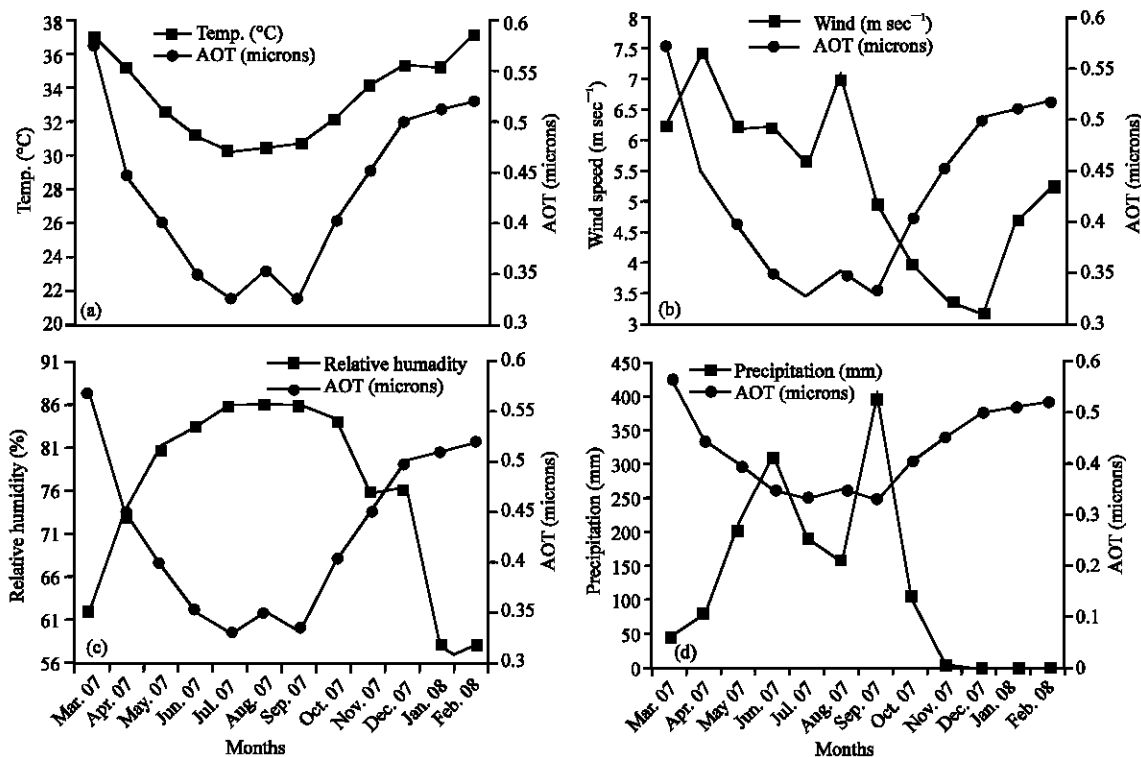 38
36
34
32
30
28
26
24
22
20
Temp. (°C)
Temp. (°C)
AOT (microns)
0.6
0.55
0.5
0.45
0.4
0.35
0.3
AOT (microns)
(a)
8
7.5
7
6.5
6
5.5
5
4.5
4
3.5
3
Wind speed (m sec⁻¹)
Wind (m sec⁻¹)
AOT (microns)
0.6
0.55
0.5
0.45
0.4
0.35
0.3
AOT (microns)
(b)
91
86
81
76
71
66
61
56
Relative humidity (%)
Relative humadity
AOT (microns)
0.6
0.55
0.5
0.45
0.4
0.35
0.3
AOT (microns)
(c)
Mar. 07
Apr. 07
May. 07
Jun. 07
Jul. 07
Aug. 07
Sep. 07
Oct. 07
Nov. 07
Dec. 07
Jan. 08
Feb. 08
Months
450
400
350
300
250
200
150
100
50
0
Precipitation (mm)
Precipitation (mm)
AOT (microns)
0.6
0.5
0.4
0.3
0.2
0.1
0
AOT (microns)
(d)
Mar. 07
Apr. 07
May. 07
Jun. 07
Jul. 07
Aug. 07
Sep. 07
Oct. 07
Nov. 07
Dec. 07
Jan. 08
Feb. 08
Months